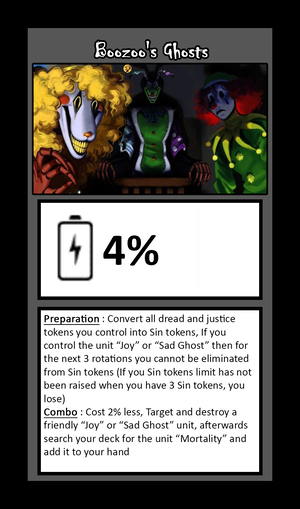 Boozoo's Ghosts
4%
Preparation : Convert all dread and justice
tokens you control into Sin tokens, If you
control the unit “Joy” or “Sad Ghost” then for
the next 3 rotations you cannot be eliminated
from Sin tokens (If you Sin tokens limit has not
been raised when you have 3 Sin tokens, you
lose)
Combo : Cost 2% less, Target and destroy a
friendly “Joy” or “Sad Ghost” unit, afterwards
search your deck for the unit “Mortality” and
add it to your hand